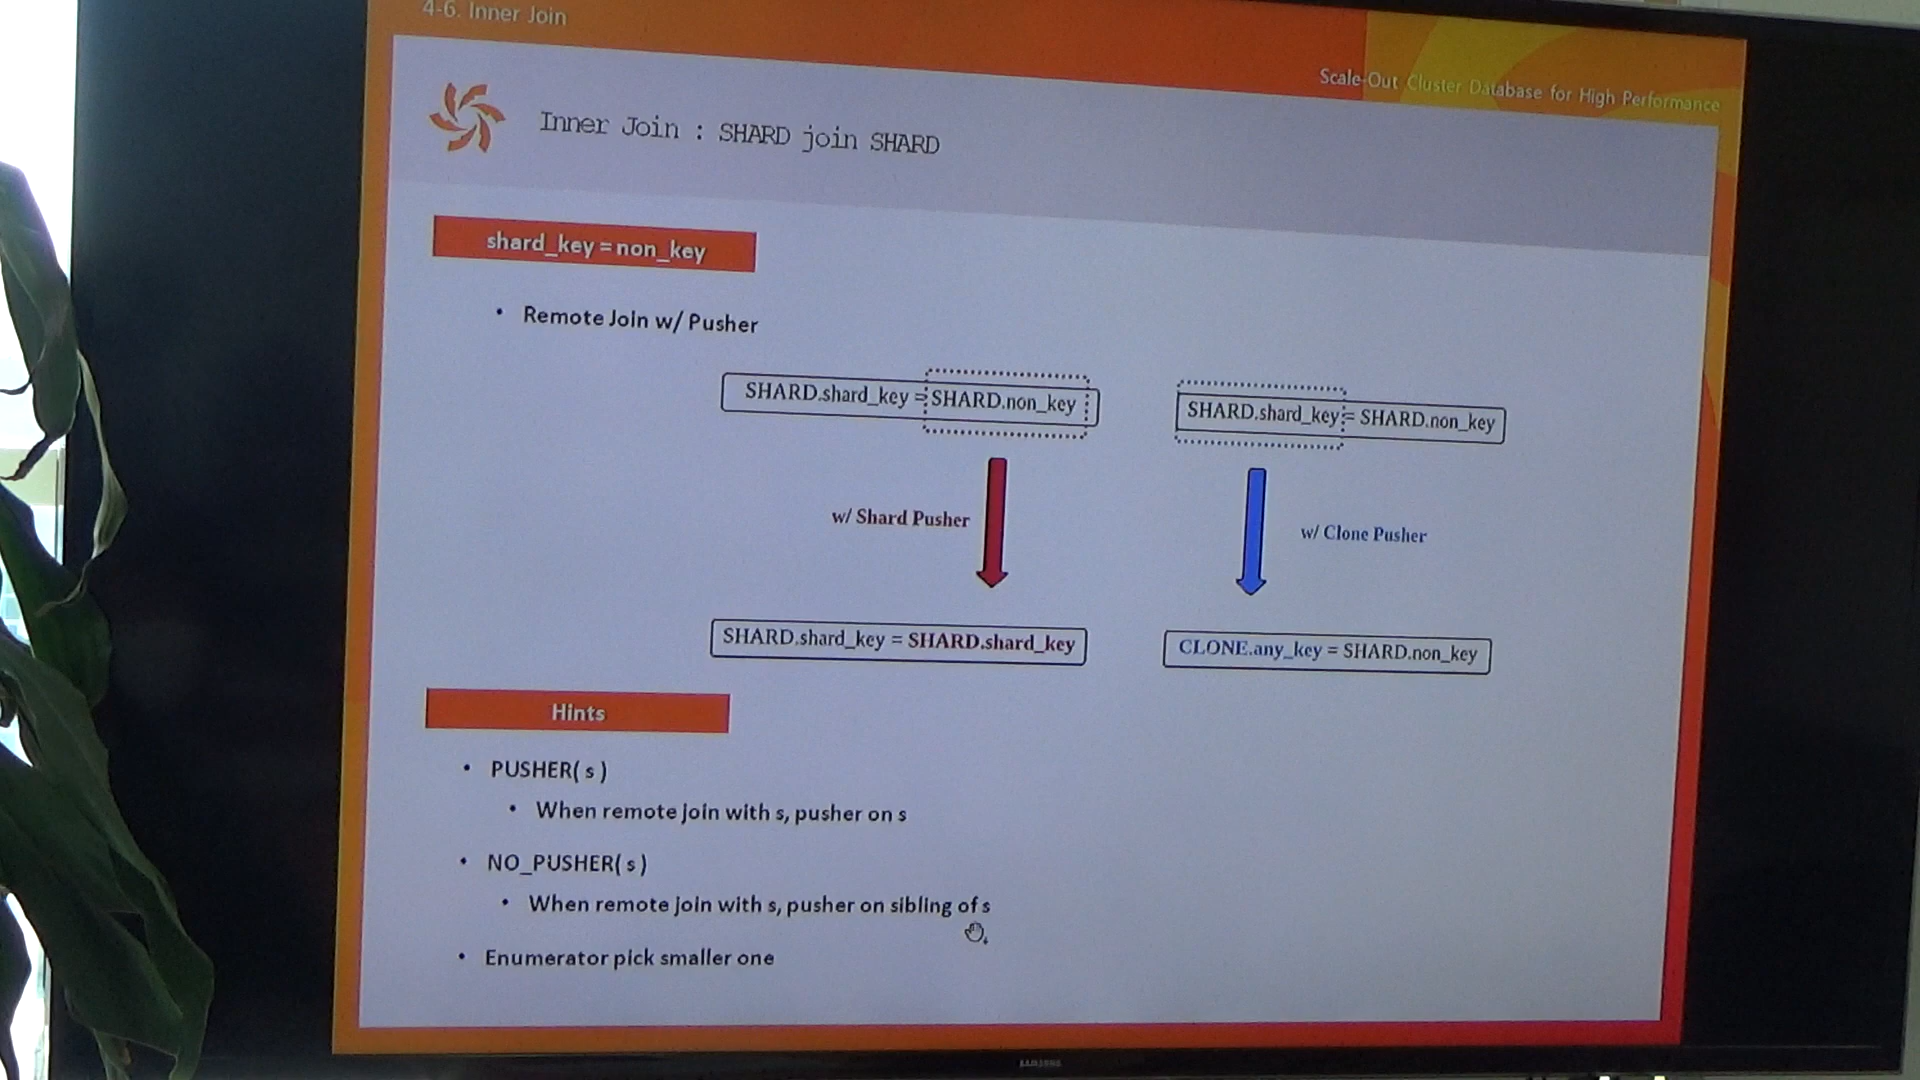 4-6. Inner Join
Scale-Out Cluster Database for High Performance
Inner Join : SHARD join SHARD
shard_key = non_key
• Remote Join w/ Pusher
SHARD.shard_key = SHARD.non_key
SHARD.shard_key = SHARD.non_key
w/ Shard Pusher
w/ Clone Pusher
SHARD.shard_key = SHARD.shard_key
CLONE.any_key = SHARD.non_key
Hints
• PUSHER( s )
• When remote join with s, pusher on s
• NO_PUSHER( s )
• When remote join with s, pusher on sibling of s
• Enumerator pick smaller one
SAMSUNG